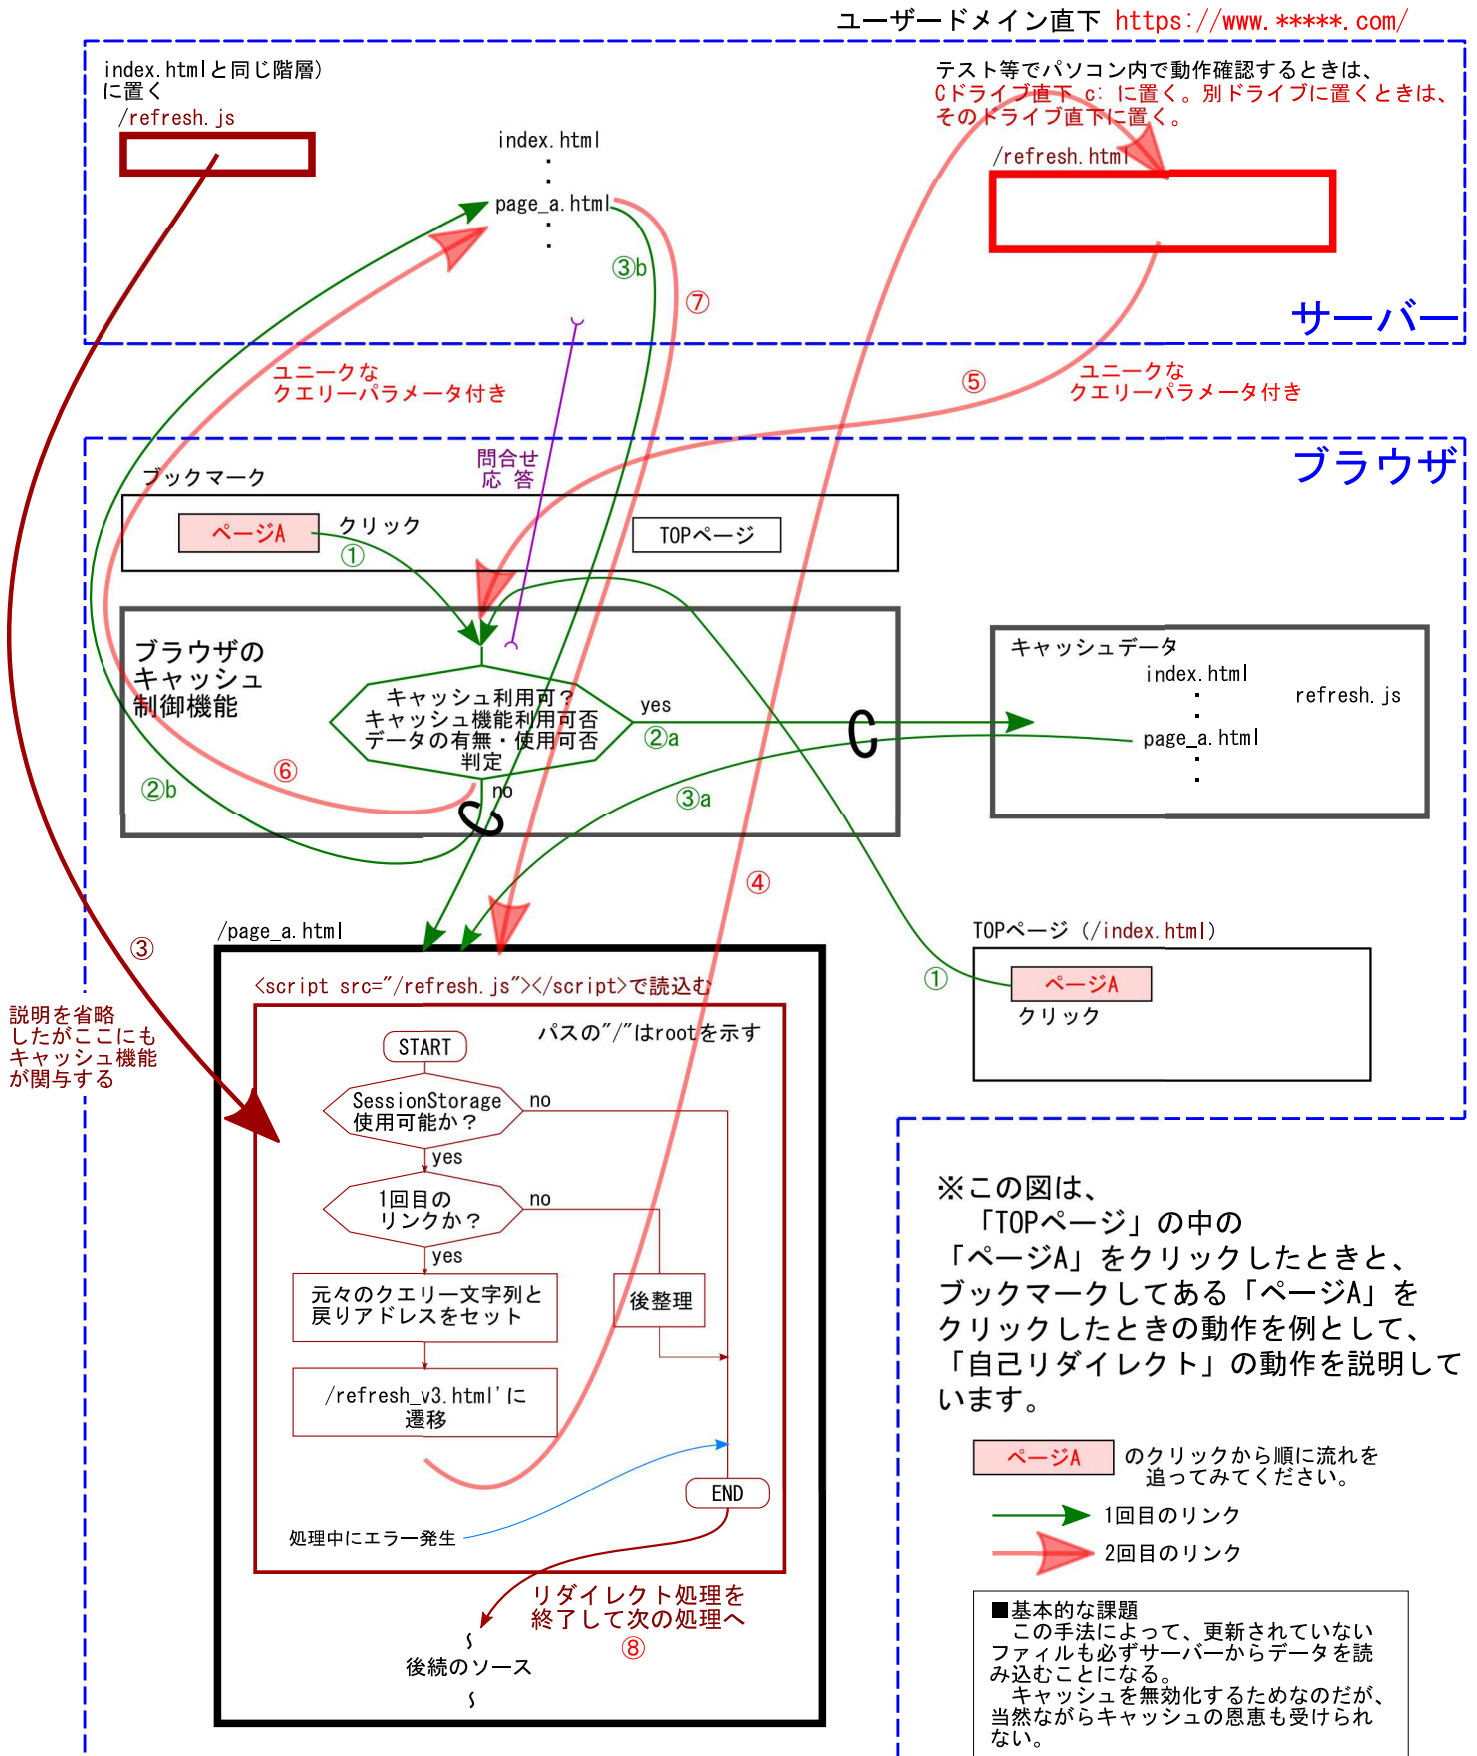 ユーザードメイン直下 https://www.*****.com/
index.htmlと同じ階層)
に置く
/refresh.js
index.html
・
・
page_a.html
・
・
テスト等でパソコン内で動作確認するときは、
Cドライブ直下 c: に置く。別ドライブに置くときは、
そのドライブ直下に置く。
/refresh.html
③b
⑦
サーバー
ユニークな
クエリーパラメータ付き
⑤
ユニークな
クエリーパラメータ付き
ブラウザ
ブックマーク
問合せ
応 答
ページA
クリック
①
TOPページ
ブラウザの
キャッシュ
制御機能
キャッシュ利用可?
キャッシュ機能利用可否
データの有無・使用可否
判定
yes
②a
no
②b
⑥
③a
キャッシュデータ
index.html
・
・
page_a.html
・
・
refresh.js
④
/page_a.html
③
説明を省略
したがここにも
キャッシュ機能
が関与する
TOPページ (/index.html)
①
ページA
クリック
<script src="/refresh.js"></script>で読込む
パスの"/"はrootを示す
START
SessionStorage
使用可能か?
no
yes
1回目の
リンクか?
no
yes
元々のクエリー文字列と
戻りアドレスをセット
後整理
/refresh_v3.html'に
遷移
END
処理中にエラー発生
リダイレクト処理を
終了して次の処理へ
⑧
∫
後続のソース
∫
※この図は、
「TOPページ」の中の
「ページA」をクリックしたときと、
ブックマークしてある「ページA」を
クリックしたときの動作を例として、
「自己リダイレクト」の動作を説明して
います。
ページA のクリックから順に流れを
追ってみてください。
1回目のリンク
2回目のリンク
■基本的な課題
この手法によって、更新されていない
ファィルも必ずサーバーからデータを読
み込むことになる。
キャッシュを無効化するためなのだが、
当然ながらキャッシュの恩恵も受けられ
ない。